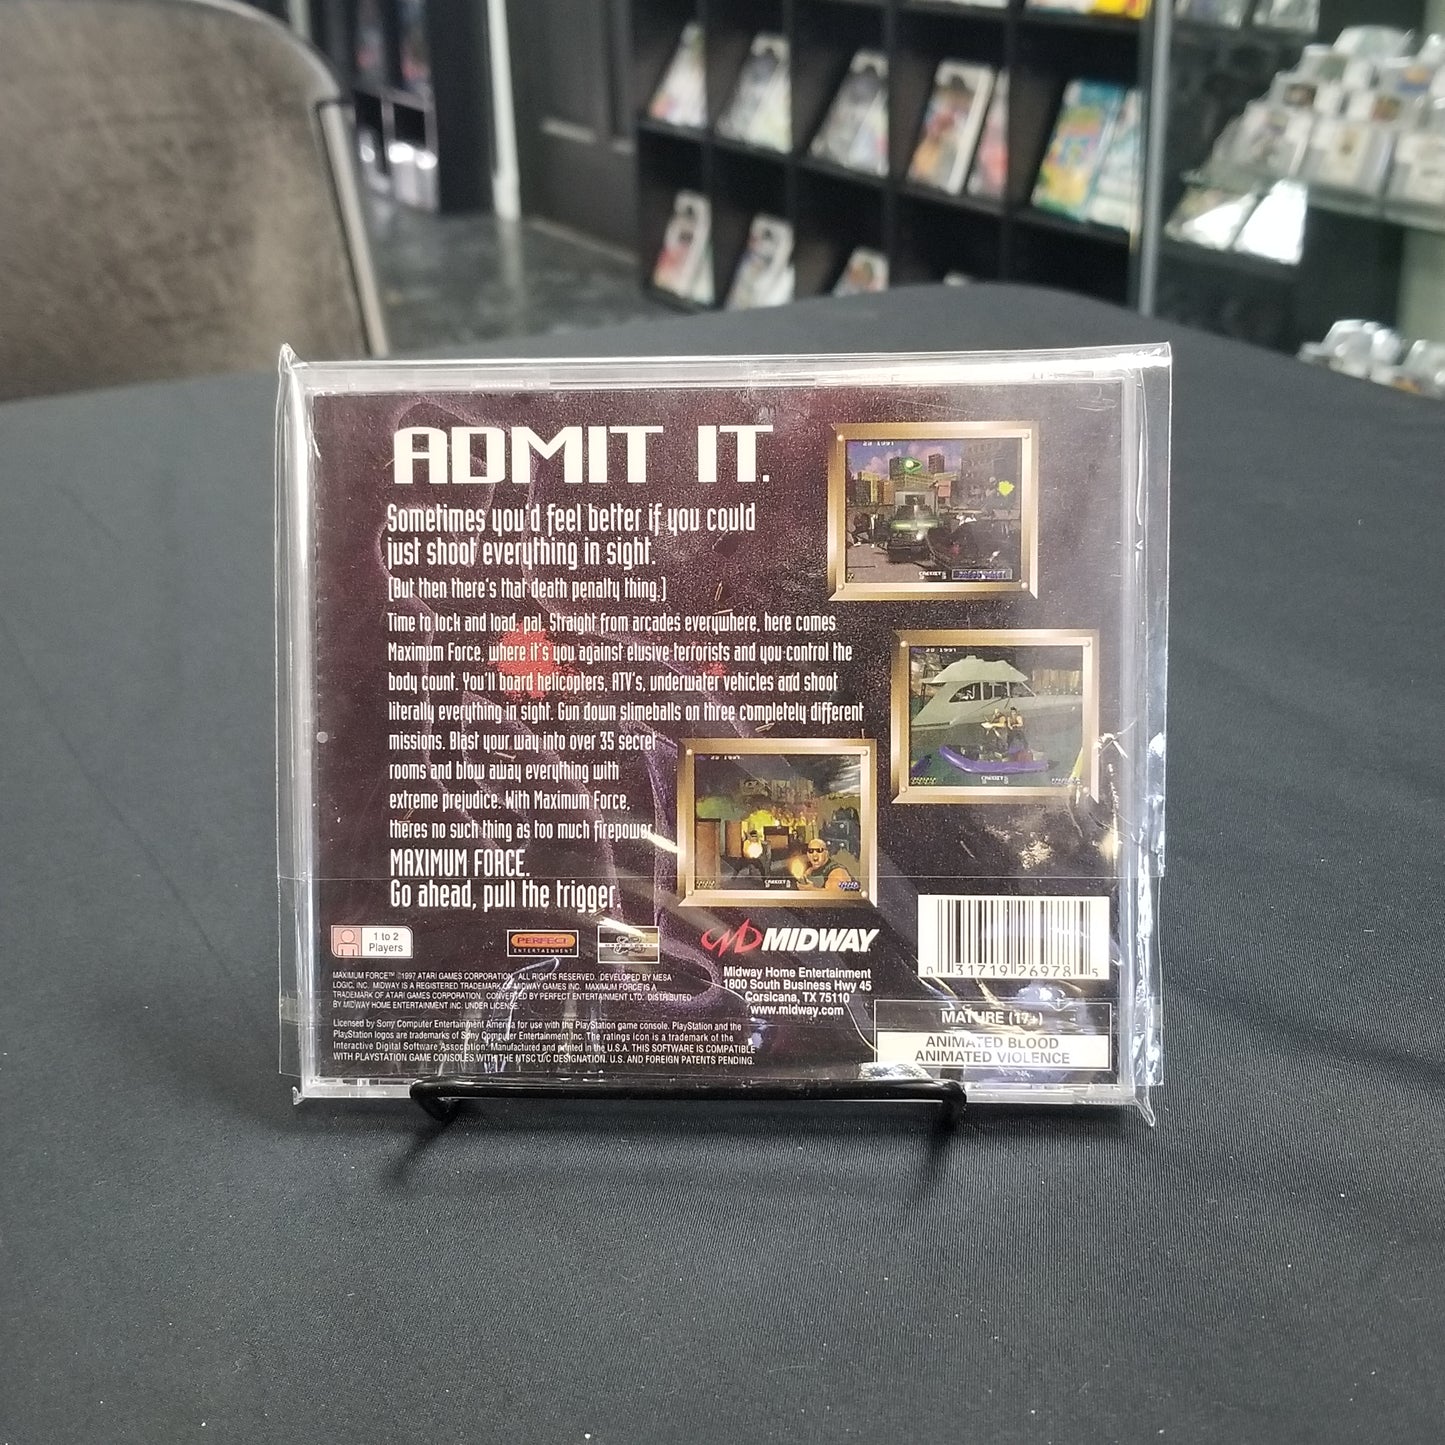 ADMIT IT.
Sometimes you'd feel better if you could
just shoot everything in sight.
(But then there's that death penalty thing.)
Time to lock and load, pal. Straight from arcades everywhere, here comes
Maximum Force, where it's you against elusive terrorists and you control the
body count. You'll board helicopters, ATV's, underwater vehicles and shoot
literally everything in sight. Gun down slimeballs on three completely different
missions. Blast your way into over 35 secret
rooms and blow away everything with
extreme prejudice. With Maximum Force,
theres no such thing as too much firepower.
MAXIMUM FORCE.
Go ahead, pull the trigger.
1 to 2
Players
PERFECT
ENTERTAINMENT
MIDWAY
Midway Home Entertainment
1800 South Business Hwy 45
Corsicana, TX 75110
www.midway.com
0 31719 26978 5
MAXIMUM FORCE™ ©1997 ATARI GAMES CORPORATION. ALL RIGHTS RESERVED. DEVELOPED BY MESA
LOGIC, INC. MIDWAY IS A REGISTERED TRADEMARK OF MIDWAY GAMES INC. MAXIMUM FORCE IS A
TRADEMARK OF ATARI GAMES CORPORATION. CONVERTED BY PERFECT ENTERTAINMENT LTD. DISTRIBUTED
BY MIDWAY HOME ENTERTAINMENT INC. UNDER LICENSE.
Licensed by Sony Computer Entertainment America for use with the PlayStation game console. PlayStation and the
PlayStation logos are trademarks of Sony Computer Entertainment Inc. The ratings icon is a trademark of the
Interactive Digital Software Association. Manufactured and printed in the U.S.A. THIS SOFTWARE IS COMPATIBLE
WITH PLAYSTATION GAME CONSOLES WITH THE NTSC U/C DESIGNATION. U.S. AND FOREIGN PATENTS PENDING.
MATURE (17+)
ANIMATED BLOOD
ANIMATED VIOLENCE